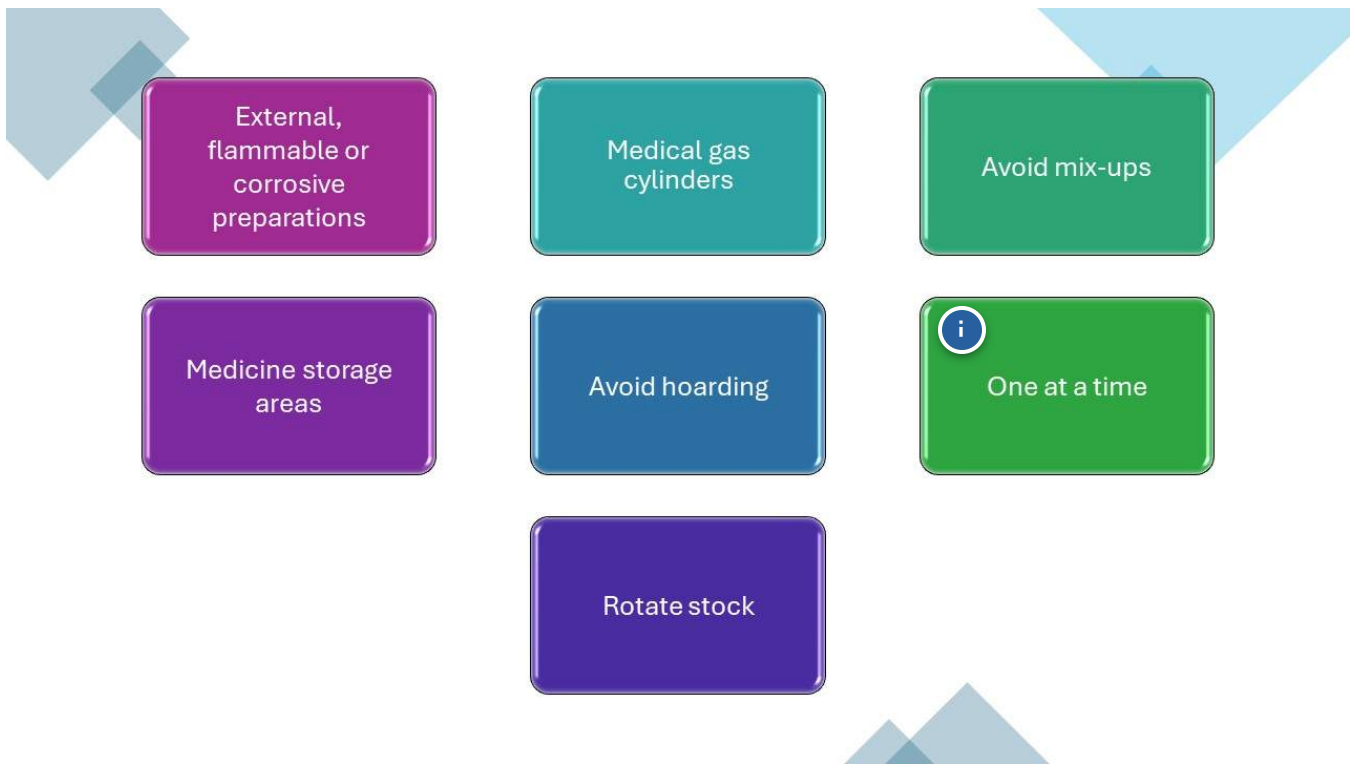 External,
flammable or
corrosive
preparations
Medical gas
cylinders
Avoid mix-ups
Medicine storage
areas
Avoid hoarding
i
One at a time
Rotate stock